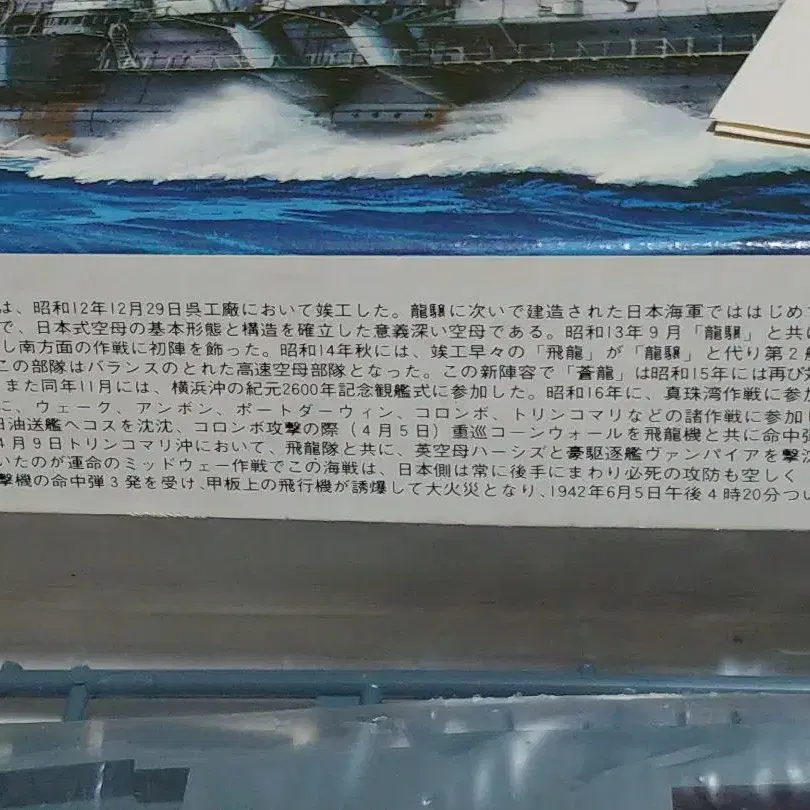 は、昭和12年12月29日呉工廠において竣工した。龍驤に次いで建造された日本海軍でははじめて
で、日本式空母の基本形態と構造を確立した意義深い空母である。昭和13年9月「龍驤」と共に
し南方面の作戦に初陣を飾った。昭和14年秋には、竣工早々の「飛龍」が「龍驤」と代り第2航
この部隊はバランスのとれた高速空母部隊となった。この新陣容で「蒼龍」は昭和15年には再び対
また同年11月には、横浜沖の紀元2600年記念観艦式に参加した。昭和16年に、真珠湾作戦に参加
に、ウェーク、アンボン、ポートダーウィン、コロンボ、トリンコマリなどの諸作戦に参加
油送艦ヘコスを沈沈、コロンボ攻撃の際(4月5日)重巡コーンウォールを飛龍機と共に命中弾
4月9日トリンコマリ沖において、飛龍隊と共に、英空母ハーシズと豪駆逐艦ヴァンパイアを撃沈
いたのが運命のミッドウェー作戦でこの海戦は、日本側は常に後手にまわり必死の攻防も空しく
撃機の命中弾3発を受け、甲板上の飛行機が誘爆して大火災となり、1942年6月5日午後4時20分つい